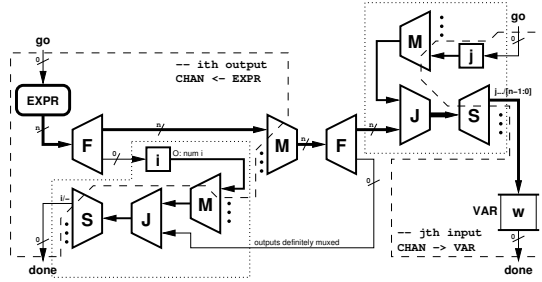 go
0
EXPR
n
F
0
n
-- ith output
CHAN <- EXPR
i
O: num i
M
n
F
n
0
M
J
S
i/-
0
done
outputs definitely muxed
go
0
M
j
J
S
j.../[n-1:0]
VAR
w
0
done
-- jth input
CHAN -> VAR